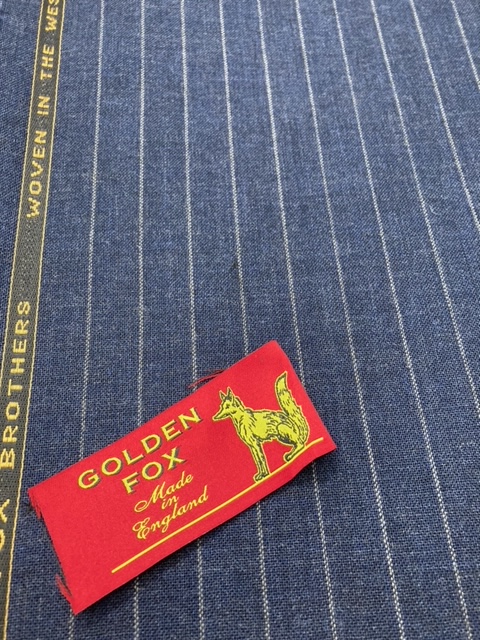 OX BROTHERS WOVEN IN THE WES
GOLDEN
FOX
Made
in
England